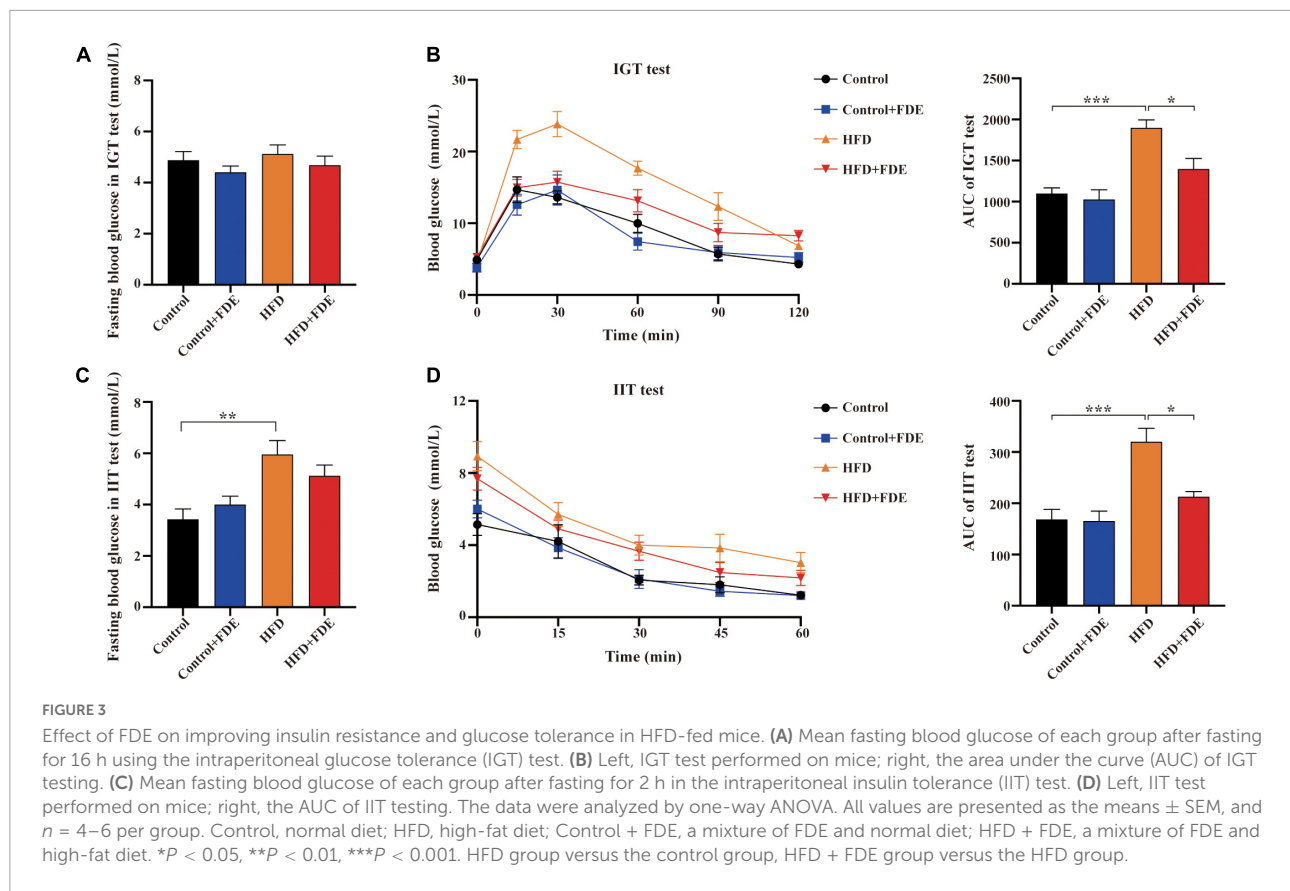 A
Fasting blood glucose in IGT test (mmol/L)
8
6
4
2
0
Control
Control+FDE
HFD
HFD+FDE
B
IGT test
Blood glucose (mmol/L)
30
20
10
0
0
30
60
90
120
Time (min)
Control
Control+FDE
HFD
HFD+FDE
AUC of IGT test
2500
2000
1500
1000
500
0
***
*
Control
Control+FDE
HFD
HFD+FDE
C
Fasting blood glucose in IIT test (mmol/L)
8
6
4
2
0
**
Control
Control+FDE
HFD
HFD+FDE
D
IIT test
Blood glucose (mmol/L)
12
8
4
0
0
15
30
45
60
Time (min)
Control
Control+FDE
HFD
HFD+FDE
AUC of IIT test
400
300
200
100
0
***
*
Control
Control+FDE
HFD
HFD+FDE
FIGURE 3
Effect of FDE on improving insulin resistance and glucose tolerance in HFD-fed mice. (A) Mean fasting blood glucose of each group after fasting
for 16 h using the intraperitoneal glucose tolerance (IGT) test. (B) Left, IGT test performed on mice; right, the area under the curve (AUC) of IGT
testing. (C) Mean fasting blood glucose of each group after fasting for 2 h in the intraperitoneal insulin tolerance (IIT) test. (D) Left, IIT test
performed on mice; right, the AUC of IIT testing. The data were analyzed by one-way ANOVA. All values are presented as the means ± SEM, and
n = 4–6 per group. Control, normal diet; HFD, high-fat diet; Control + FDE, a mixture of FDE and normal diet; HFD + FDE, a mixture of FDE and
high-fat diet. *P < 0.05, **P < 0.01, ***P < 0.001. HFD group versus the control group, HFD + FDE group versus the HFD group.